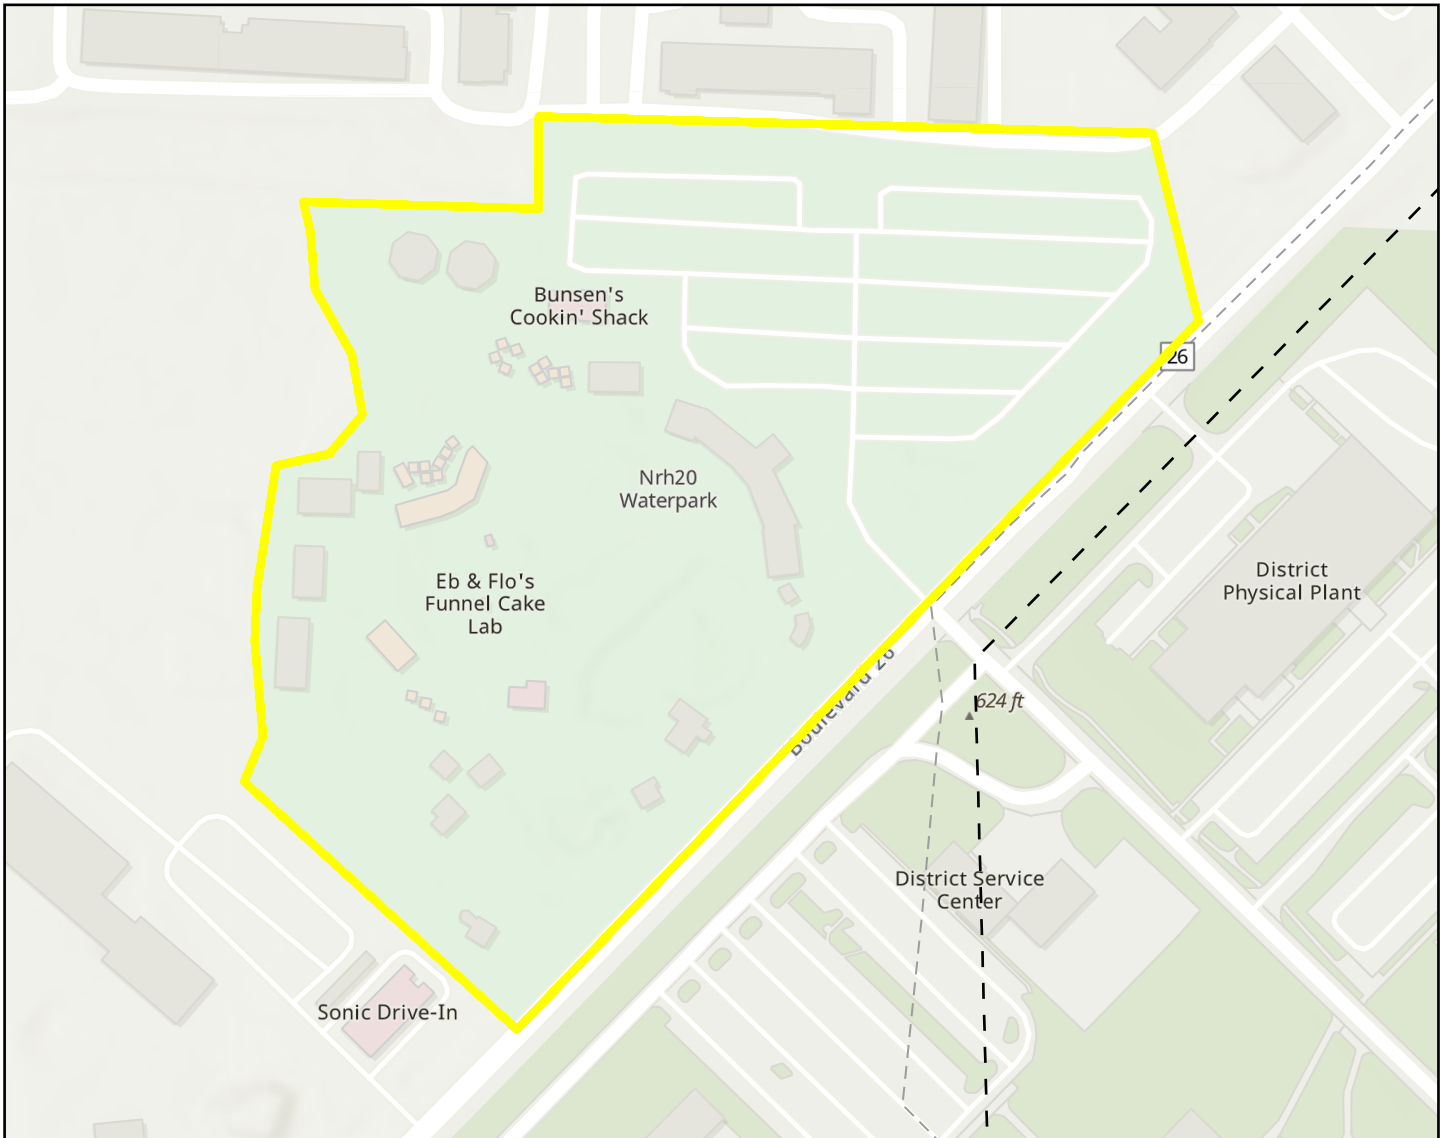 Bunsen's
Cookin' Shack
26
Nrh20
Waterpark
Eb & Flo's
Funnel Cake
Lab
District
Physical Plant
Boulevard 26
624 ft
District Service
Center
Sonic Drive-In